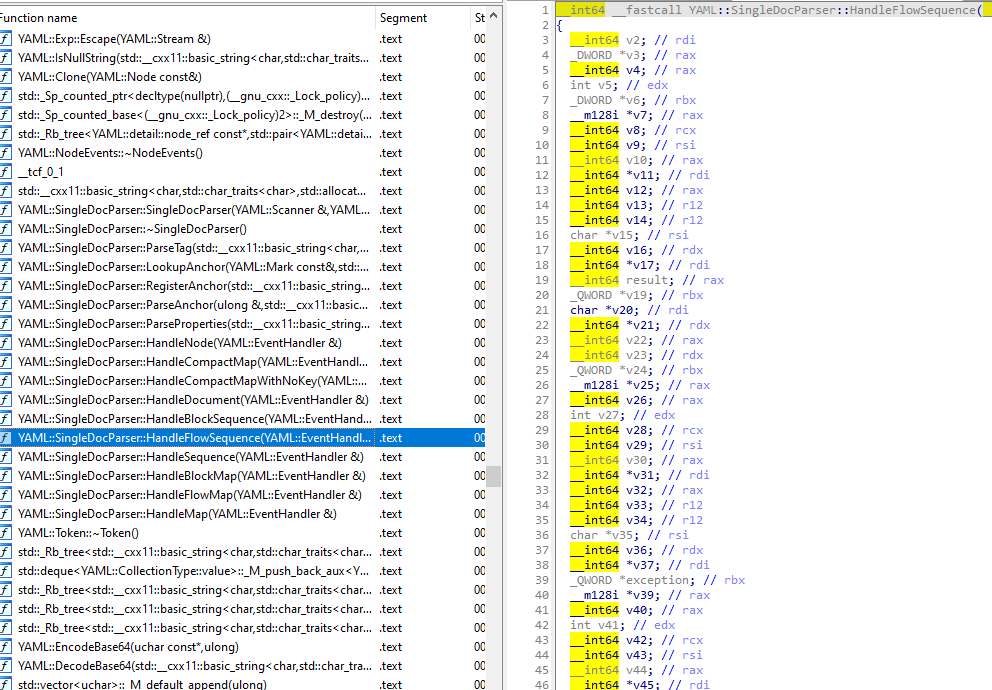 Function name Segment St
YAML::Exp::Escape(YAML::Stream &) .text 00
YAML::IsNullString(std::__cxx11::basic_string<char,std::char_traits... .text 00
YAML::Clone(YAML::Node const&) .text 00
std::_Sp_counted_ptr<decltype(nullptr),(__gnu_cxx::_Lock_policy)... .text 00
std::_Sp_counted_base<(__gnu_cxx::_Lock_policy)2>::_M_destroy(... .text 00
std::_Rb_tree<YAML::detail::node_ref const*,std::pair<YAML::detai... .text 00
YAML::NodeEvents::~NodeEvents() .text 00
__tcf_0_1 .text 00
std::__cxx11::basic_string<char,std::char_traits<char>,std::allocat... .text 00
YAML::SingleDocParser::SingleDocParser(YAML::Scanner &,YAML... .text 00
YAML::SingleDocParser::~SingleDocParser() .text 00
YAML::SingleDocParser::ParseTag(std::__cxx11::basic_string<char,... .text 00
YAML::SingleDocParser::LookupAnchor(YAML::Mark const&,std::... .text 00
YAML::SingleDocParser::RegisterAnchor(std::__cxx11::basic_string... .text 00
YAML::SingleDocParser::ParseAnchor(ulong &,std::__cxx11::basic... .text 00
YAML::SingleDocParser::ParseProperties(std::__cxx11::basic_string... .text 00
YAML::SingleDocParser::HandleNode(YAML::EventHandler &) .text 00
YAML::SingleDocParser::HandleCompactMap(YAML::EventHandl... .text 00
YAML::SingleDocParser::HandleCompactMapWithNoKey(YAML::... .text 00
YAML::SingleDocParser::HandleDocument(YAML::EventHandler &) .text 00
YAML::SingleDocParser::HandleBlockSequence(YAML::EventHand... .text 00
YAML::SingleDocParser::HandleFlowSequence(YAML::EventHandl... .text 00
YAML::SingleDocParser::HandleSequence(YAML::EventHandler &) .text 00
YAML::SingleDocParser::HandleBlockMap(YAML::EventHandler &) .text 00
YAML::SingleDocParser::HandleFlowMap(YAML::EventHandler &) .text 00
YAML::SingleDocParser::HandleMap(YAML::EventHandler &) .text 00
YAML::Token::~Token() .text 00
std::_Rb_tree<std::__cxx11::basic_string<char,std::char_traits<char... .text 00
std::deque<YAML::CollectionType::value>::_M_push_back_aux<Y... .text 00
std::_Rb_tree<std::__cxx11::basic_string<char,std::char_traits<char... .text 00
std::_Rb_tree<std::__cxx11::basic_string<char,std::char_traits<char... .text 00
std::_Rb_tree<std::__cxx11::basic_string<char,std::char_traits<char... .text 00
YAML::EncodeBase64(uchar const*,ulong) .text 00
YAML::DecodeBase64(std::__cxx11::basic_string<char,std::char_tra... .text 00
std::vector<uchar>::_M_default_append(ulong) .text 00
1 __int64 __fastcall YAML::SingleDocParser::HandleFlowSequence(
2 {
3 __int64 v2; // rdi
4 _DWORD *v3; // rax
5 __int64 v4; // rax
6 int v5; // edx
7 _DWORD *v6; // rbx
8 __m128i *v7; // rax
9 __int64 v8; // rcx
10 __int64 v9; // rsi
11 __int64 v10; // rax
12 __int64 *v11; // rdi
13 __int64 v12; // rax
14 __int64 v13; // r12
15 __int64 v14; // r12
16 char *v15; // rsi
17 __int64 v16; // rdx
18 __int64 *v17; // rdi
19 __int64 result; // rax
20 _QWORD *v19; // rbx
21 char *v20; // rdi
22 __int64 *v21; // rdx
23 __int64 v22; // rax
24 __int64 v23; // rdx
25 _QWORD *v24; // rbx
26 __m128i *v25; // rax
27 __int64 v26; // rax
28 int v27; // edx
29 __int64 v28; // rcx
30 __int64 v29; // rsi
31 __int64 v30; // rax
32 __int64 *v31; // rdi
33 __int64 v32; // rax
34 __int64 v33; // r12
35 __int64 v34; // r12
36 char *v35; // rsi
37 __int64 v36; // rdx
38 __int64 *v37; // rdi
39 _QWORD *exception; // rbx
40 __m128i *v39; // rax
41 __int64 v40; // rax
42 int v41; // edx
43 __int64 v42; // rcx
44 __int64 v43; // rsi
45 __int64 v44; // rax
46 __int64 *v45; // rdi